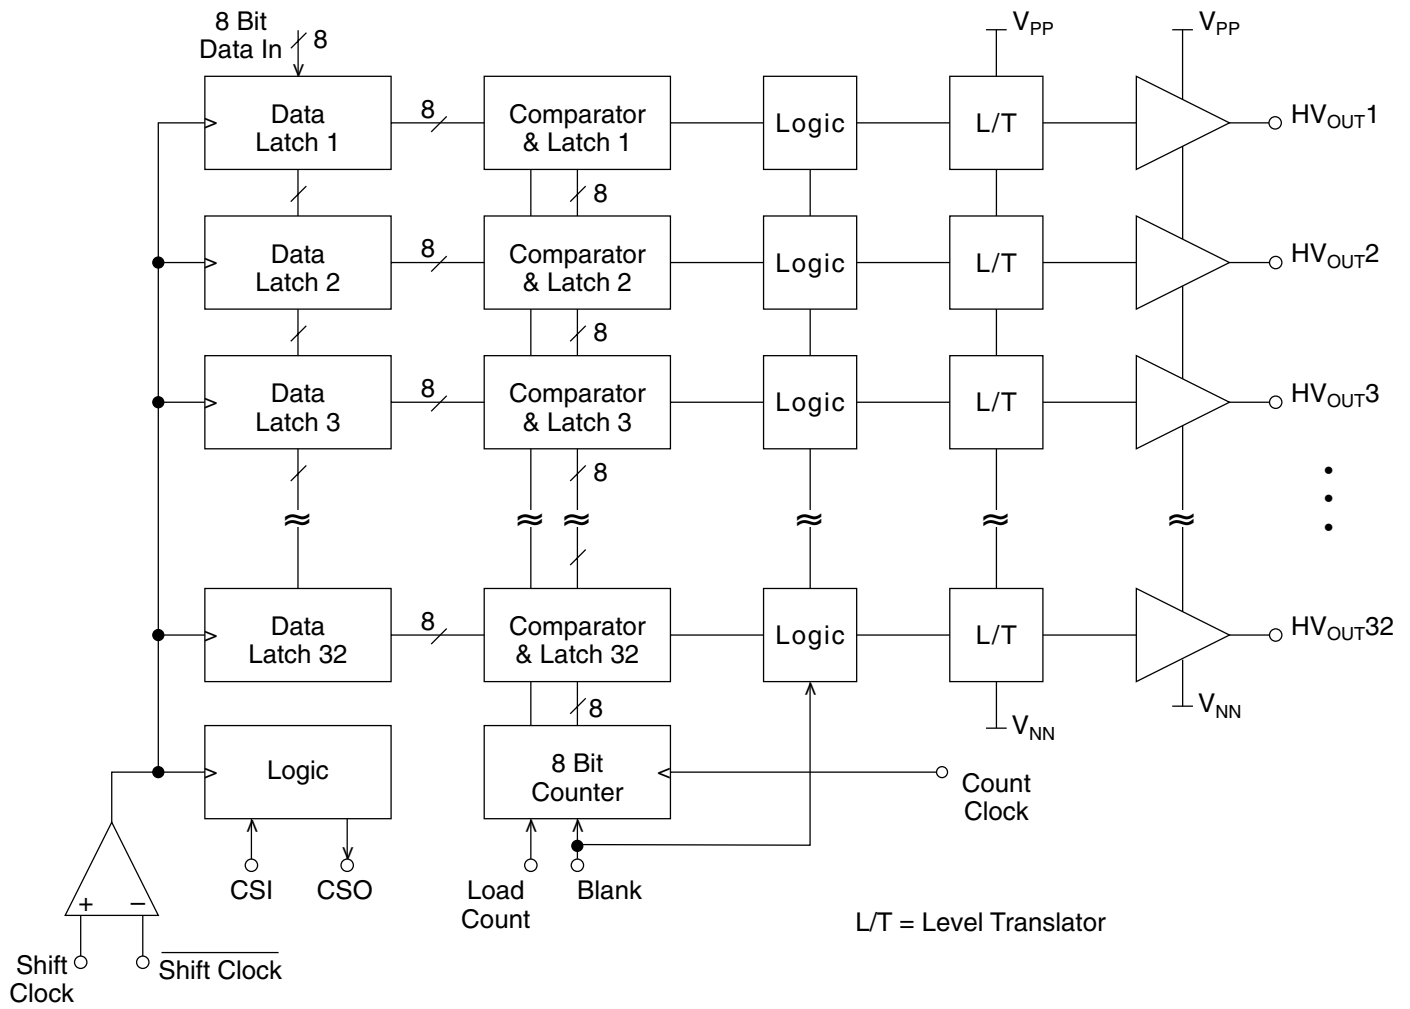 8 Bit
Data In
8
V_PP
V_PP
Data
Latch 1
8
Comparator
& Latch 1
Logic
L/T
HV_OUT1
8
Data
Latch 2
8
Comparator
& Latch 2
Logic
L/T
HV_OUT2
8
Data
Latch 3
8
Comparator
& Latch 3
Logic
L/T
HV_OUT3
8
≈ ≈ ≈ ≈ ≈ ≈
Data
Latch 32
8
Comparator
& Latch 32
Logic
L/T
HV_OUT32
8
V_NN
V_NN
Logic
8 Bit
Counter
Count
Clock
CSI
CSO
Load
Count
Blank
+ −
L/T = Level Translator
Shift
Clock
Shift Clock